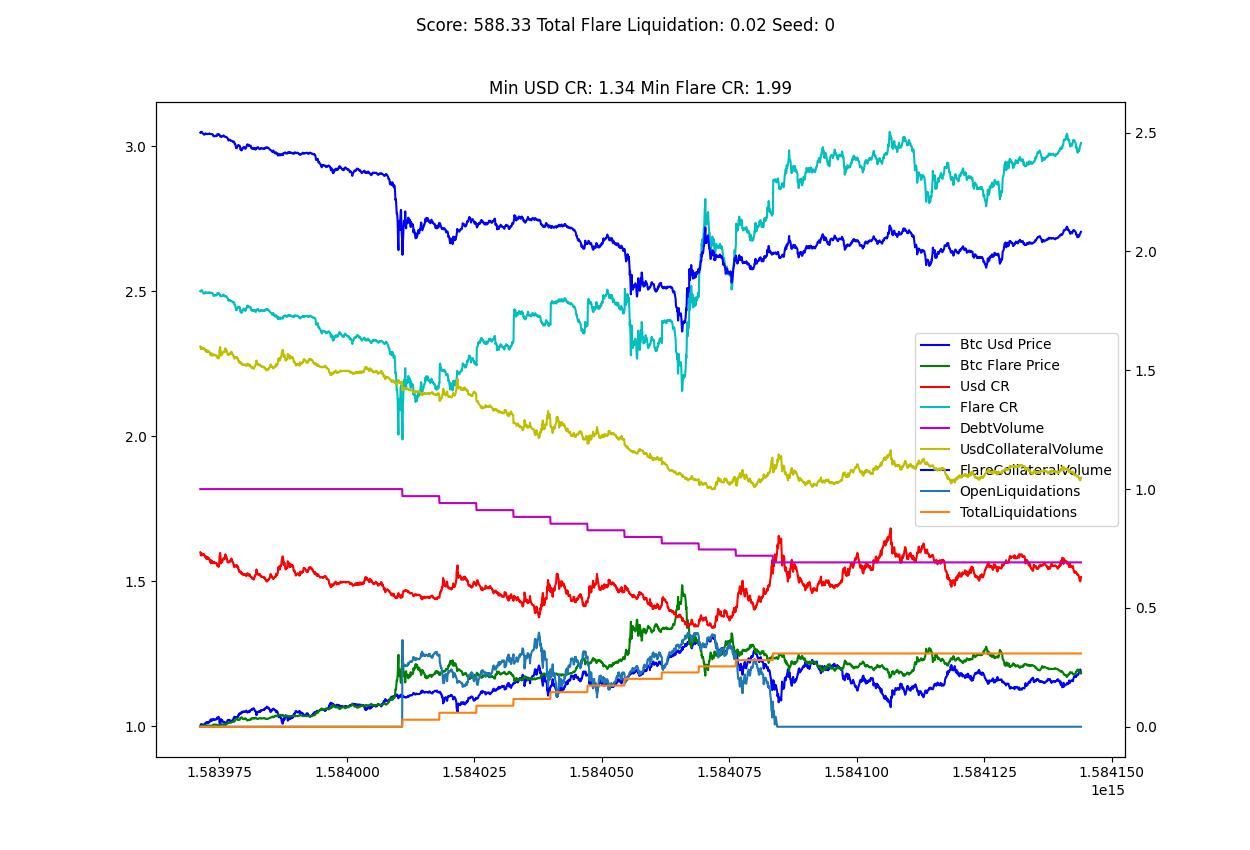 Score: 588.33 Total Flare Liquidation: 0.02 Seed: 0
Min USD CR: 1.34 Min Flare CR: 1.99
3.0
2.5
2.0
1.5
1.0
2.5
2.0
1.5
1.0
0.5
0.0
Btc Usd Price
Btc Flare Price
Usd CR
Flare CR
DebtVolume
UsdCollateralVolume
FlareCollateralVolume
OpenLiquidations
TotalLiquidations
1.583975 1.584000 1.584025 1.584050 1.584075 1.584100 1.584125 1.584150
1e15